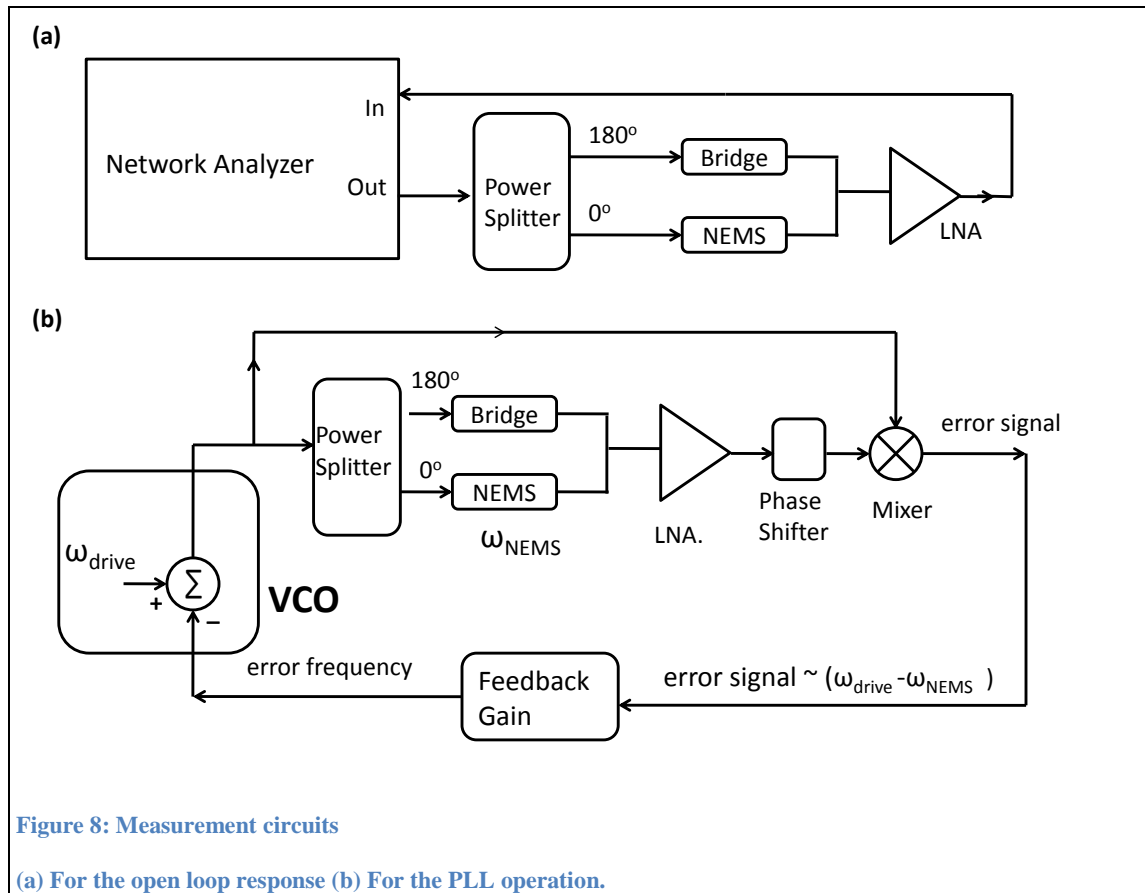 (a)
In
Network Analyzer
Out
Power
Splitter
180°
0°
Bridge
NEMS
LNA
(b)
180°
Power
Splitter
0°
Bridge
NEMS
ω_NEMS
LNA.
Phase
Shifter
Mixer
error signal
ω_drive
+
Σ
−
VCO
error frequency
Feedback
Gain
error signal ~ (ω_drive -ω_NEMS )
Figure 8: Measurement circuits
(a) For the open loop response (b) For the PLL operation.